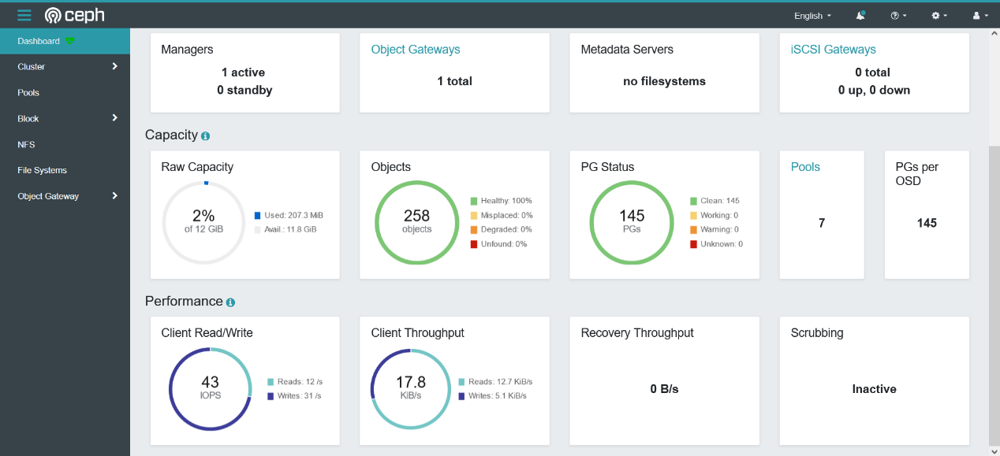 ceph
English
Dashboard
Cluster
Pools
Block
NFS
File Systems
Object Gateway
Managers
1 active
0 standby
Object Gateways
1 total
Metadata Servers
no filesystems
iSCSI Gateways
0 total
0 up, 0 down
Capacity
Raw Capacity
2%
of 12 GiB
Used: 207.3 MiB
Avail.: 11.8 GiB
Objects
258
objects
Healthy: 100%
Misplaced: 0%
Degraded: 0%
Unfound: 0%
PG Status
145
PGs
Clean: 145
Working: 0
Warning: 0
Unknown: 0
Pools
7
PGs per
OSD
145
Performance
Client Read/Write
43
IOPS
Reads: 12 /s
Writes: 31 /s
Client Throughput
17.8
KiB/s
Reads: 12.7 KiB/s
Writes: 5.1 KiB/s
Recovery Throughput
0 B/s
Scrubbing
Inactive